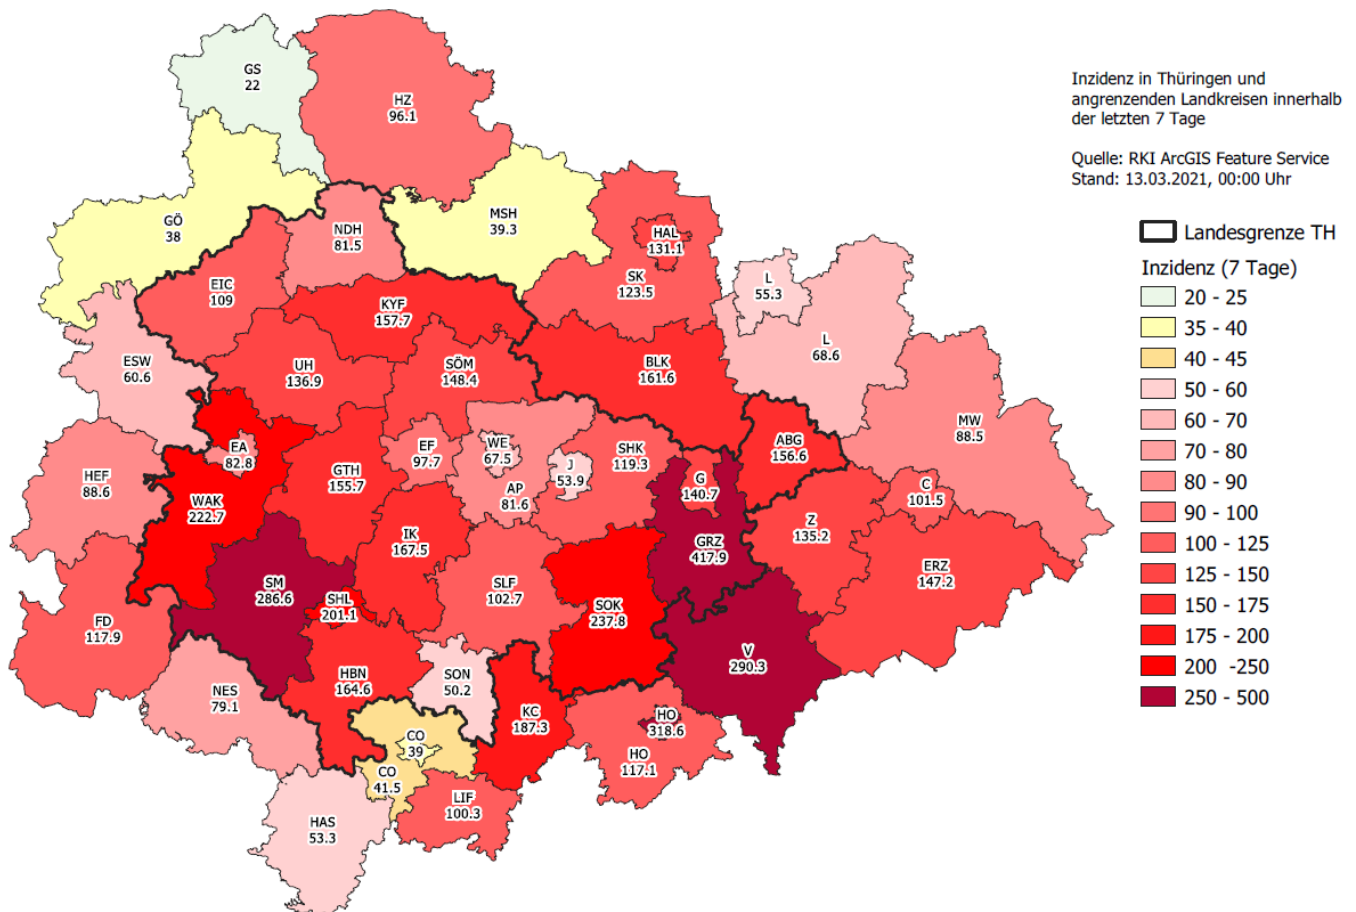 Inzidenz in Thüringen und
angrenzenden Landkreisen innerhalb
der letzten 7 Tage
Quelle: RKI ArcGIS Feature Service
Stand: 13.03.2021, 00:00 Uhr
Landesgrenze TH
Inzidenz (7 Tage)
20 - 25
35 - 40
40 - 45
50 - 60
60 - 70
70 - 80
80 - 90
90 - 100
100 - 125
125 - 150
150 - 175
175 - 200
200 -250
250 - 500
GS
22
HZ
96.1
GÖ
38
NDH
81.5
MSH
39.3
HAL
131.1
SK
123.5
L
55.3
L
68.6
EIC
109
KYF
157.7
ESW
60.6
UH
136.9
SÖM
148.4
BLK
161.6
MW
88.5
EA
82.8
HEF
88.6
WAK
222.7
GTH
155.7
EF
97.7
WE
67.5
AP
81.6
J
53.9
SHK
119.3
G
140.7
ABG
156.6
C
101.5
Z
135.2
ERZ
147.2
IK
167.5
GRZ
417.9
SM
286.6
SHL
201.1
SLF
102.7
SOK
237.8
FD
117.9
V
290.3
NES
79.1
HBN
164.6
SON
50.2
KC
187.3
HO
318.6
HO
117.1
CO
39
CO
41.5
LIF
100.3
HAS
53.3